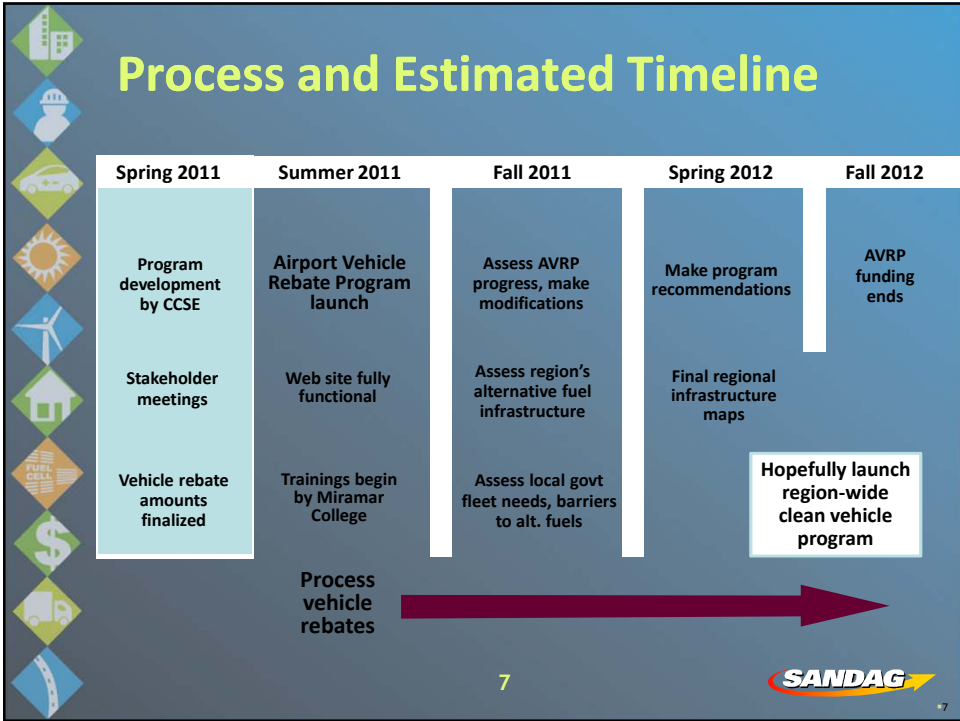 Process and Estimated Timeline
Spring 2011
Summer 2011
Fall 2011
Spring 2012
Fall 2012
Program
development
by CCSE
Airport Vehicle
Rebate Program
launch
Assess AVRP
progress, make
modifications
Make program
recommendations
AVRP
funding
ends
Stakeholder
meetings
Web site fully
functional
Assess region’s
alternative fuel
infrastructure
Final regional
infrastructure
maps
Vehicle rebate
amounts
finalized
Trainings begin
by Miramar
College
Assess local govt
fleet needs, barriers
to alt. fuels
Hopefully launch
region-wide
clean vehicle
program
Process
vehicle
rebates
FUEL
CELL
$
7
SANDAG
▪7